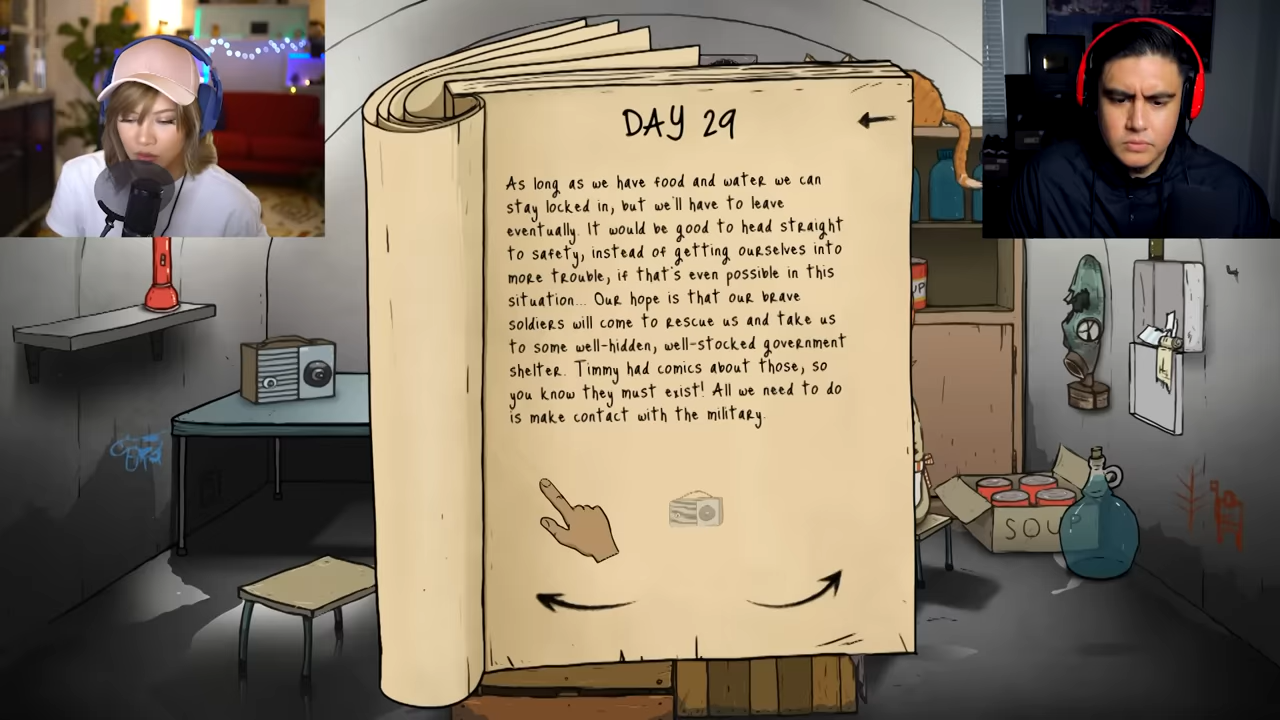 DAY 29
As long as we have food and water we can
stay locked in, but we'll have to leave
eventually. It would be good to head straight
to safety, instead of getting ourselves into
more trouble, if that's even possible in this
situation... Our hope is that our brave
soldiers will come to rescue us and take us
to some well-hidden, well-stocked government
shelter. Timmy had comics about those, so
you know they must exist! All we need to do
is make contact with the military.
UP
SOU